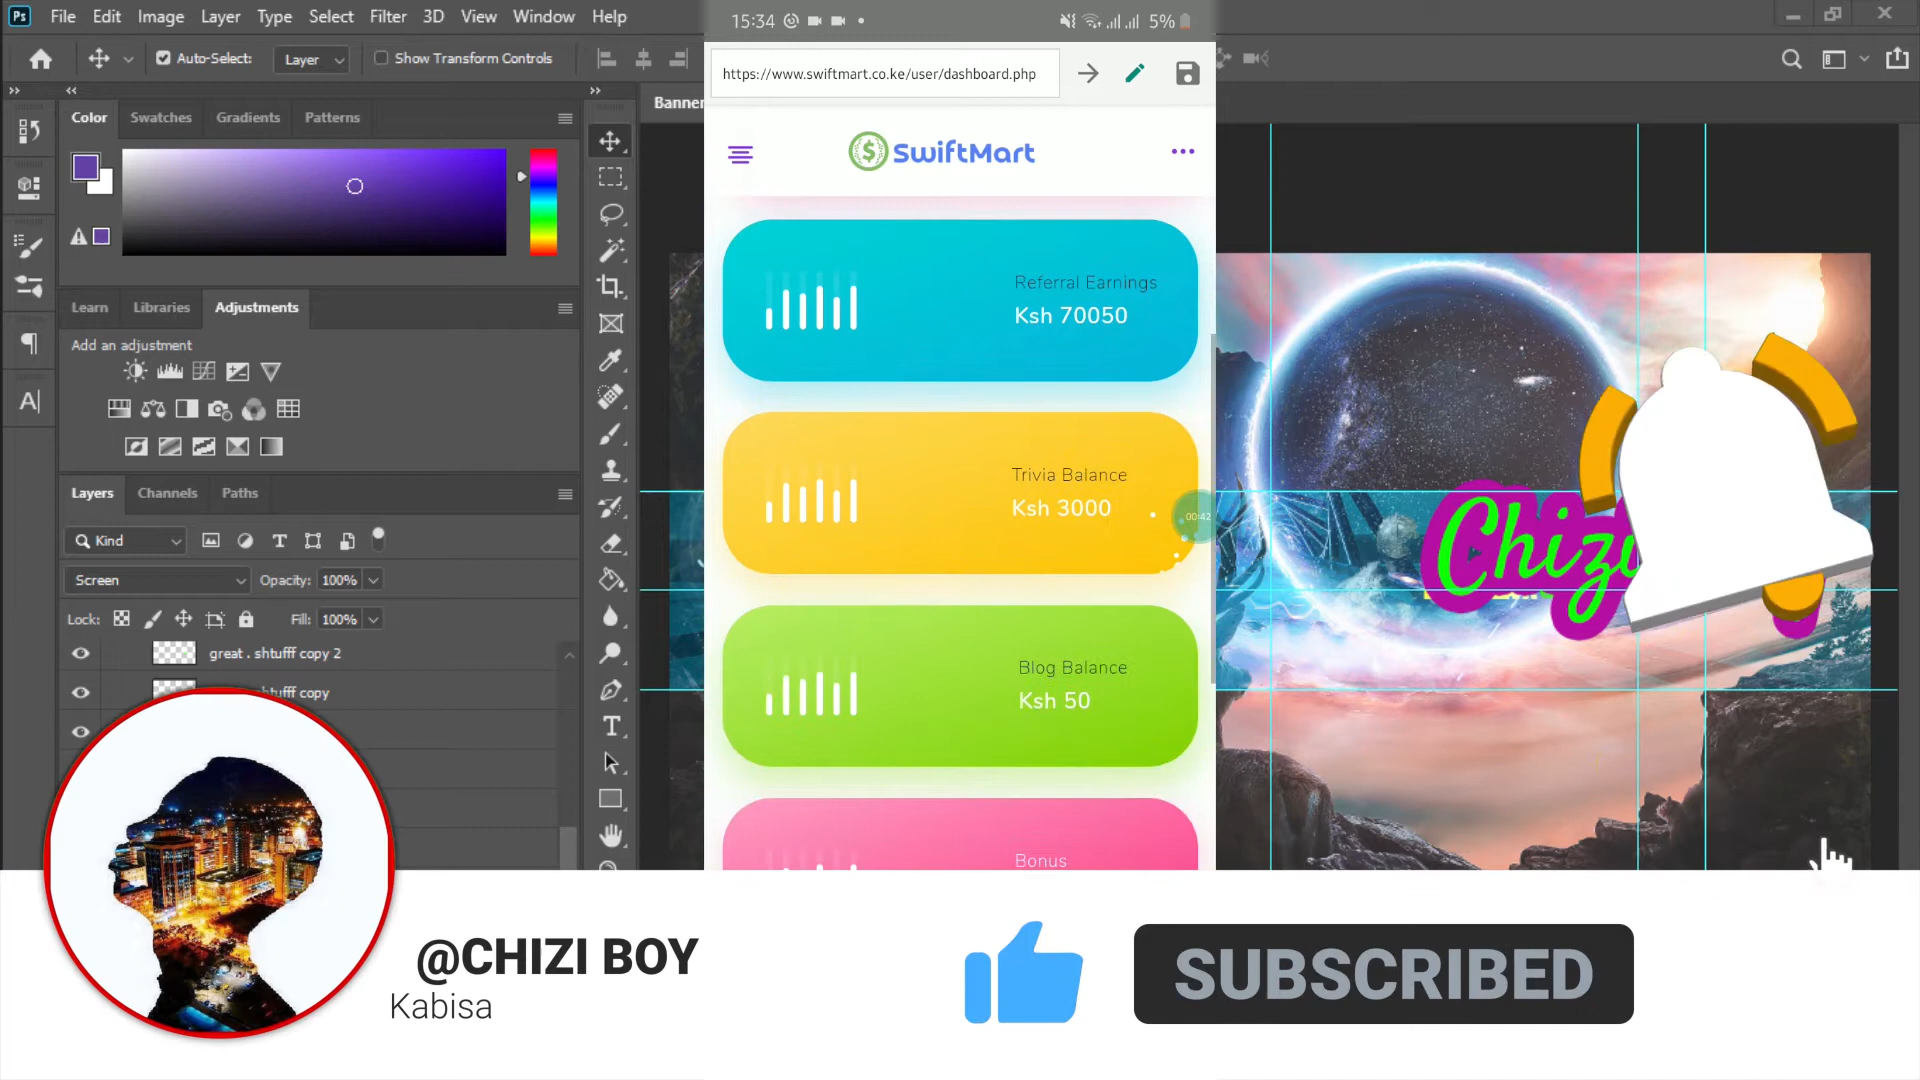 Ps File Edit Image Layer Type Select Filter 3D View Window Help
Auto-Select: Layer Show Transform Controls
Color Swatches Gradients Patterns
Learn Libraries Adjustments
Add an adjustment
Layers Channels Paths
Kind
Screen Opacity: 100%
Lock: Fill: 100%
great . shtufff copy 2
shtufff copy
Banner
15:34 5%
https://www.swiftmart.co.ke/user/dashboard.php
SwiftMart
Referral Earnings
Ksh 70050
Trivia Balance
Ksh 3000
00:42
Blog Balance
Ksh 50
Bonus
Chizi
@CHIZI BOY
Kabisa
SUBSCRIBED